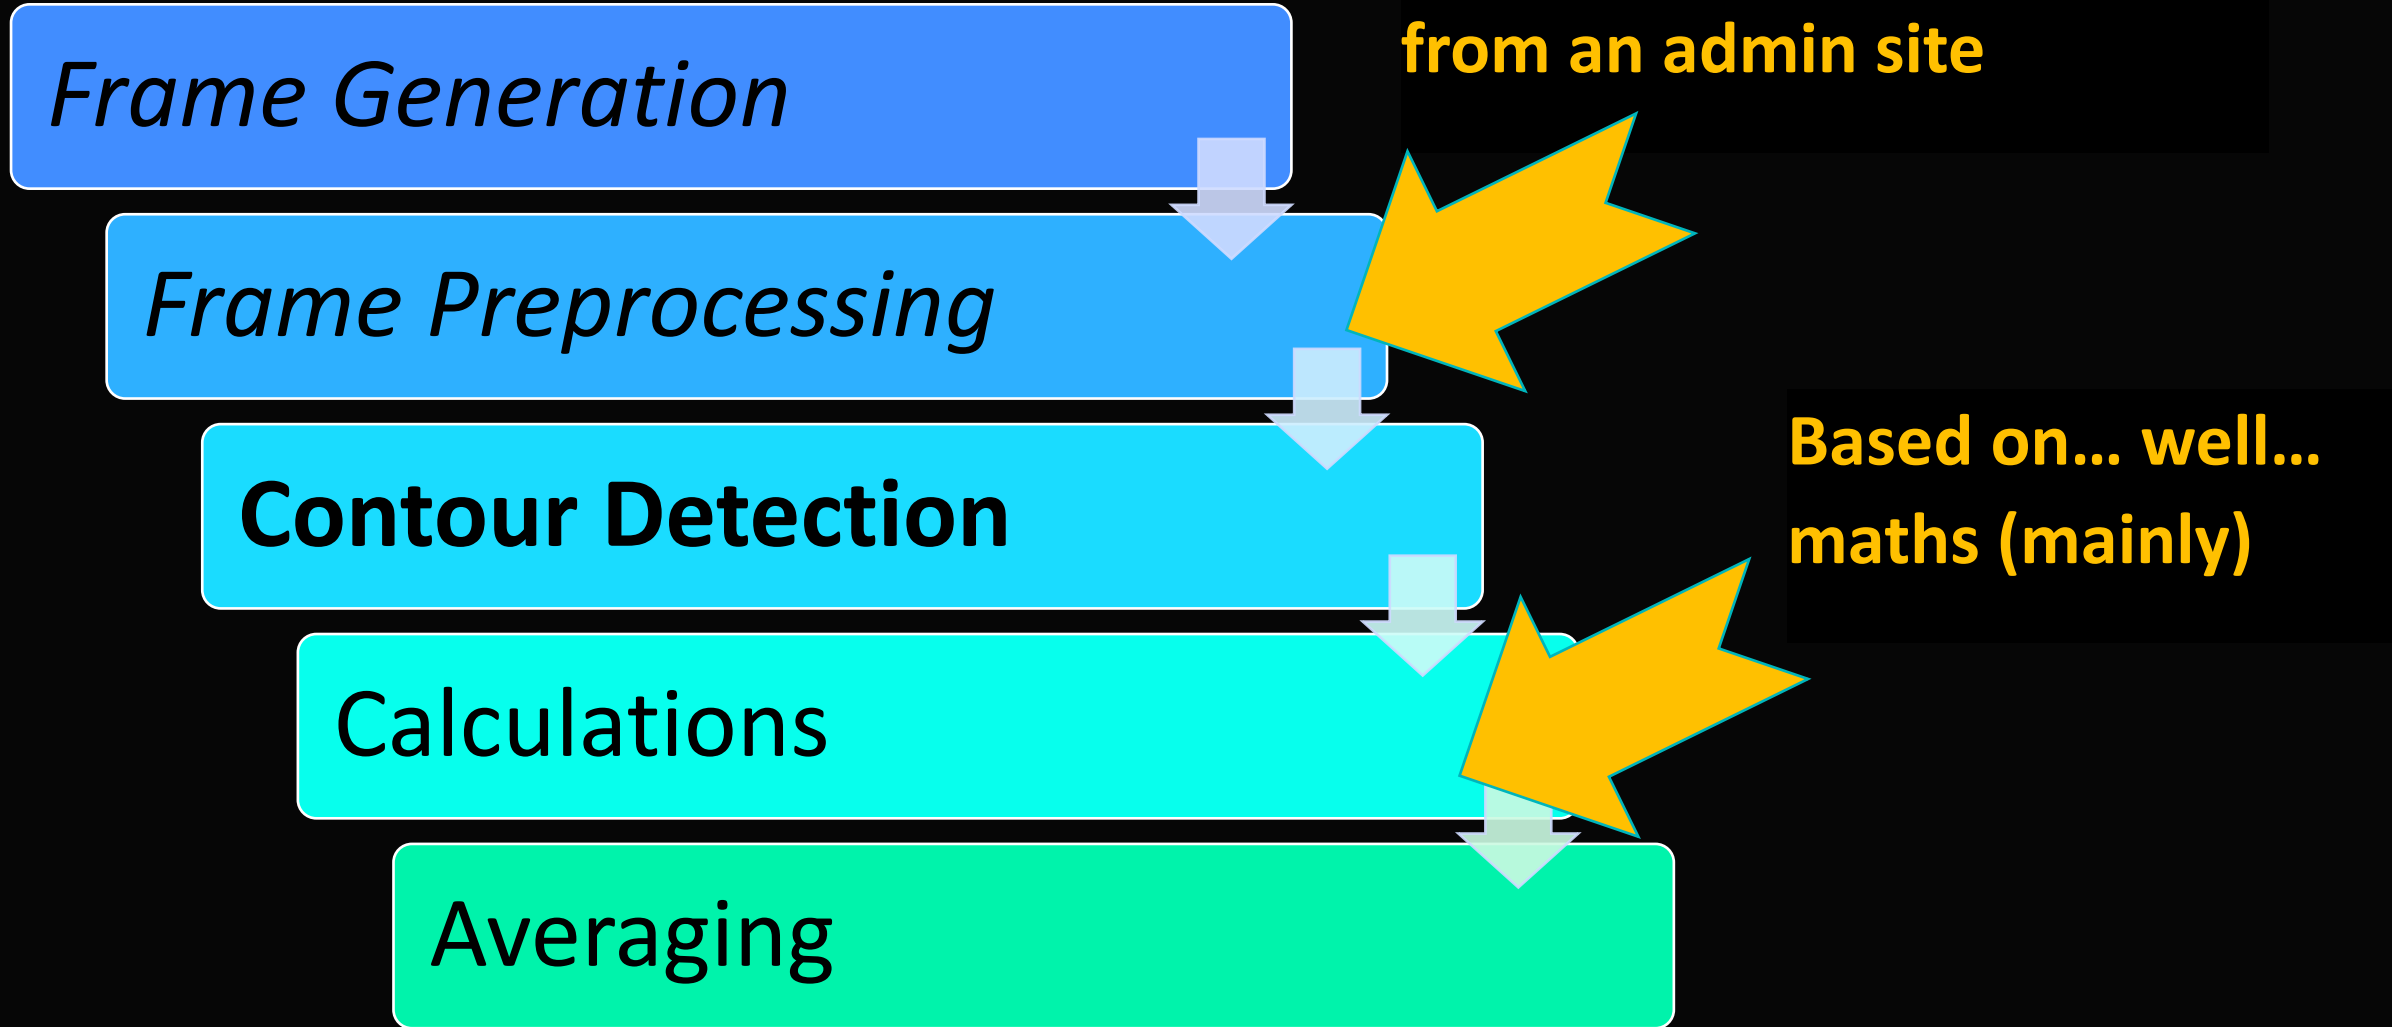 Frame Generation
from an admin site
Frame Preprocessing
Contour Detection
Based on... well...
maths (mainly)
Calculations
Averaging